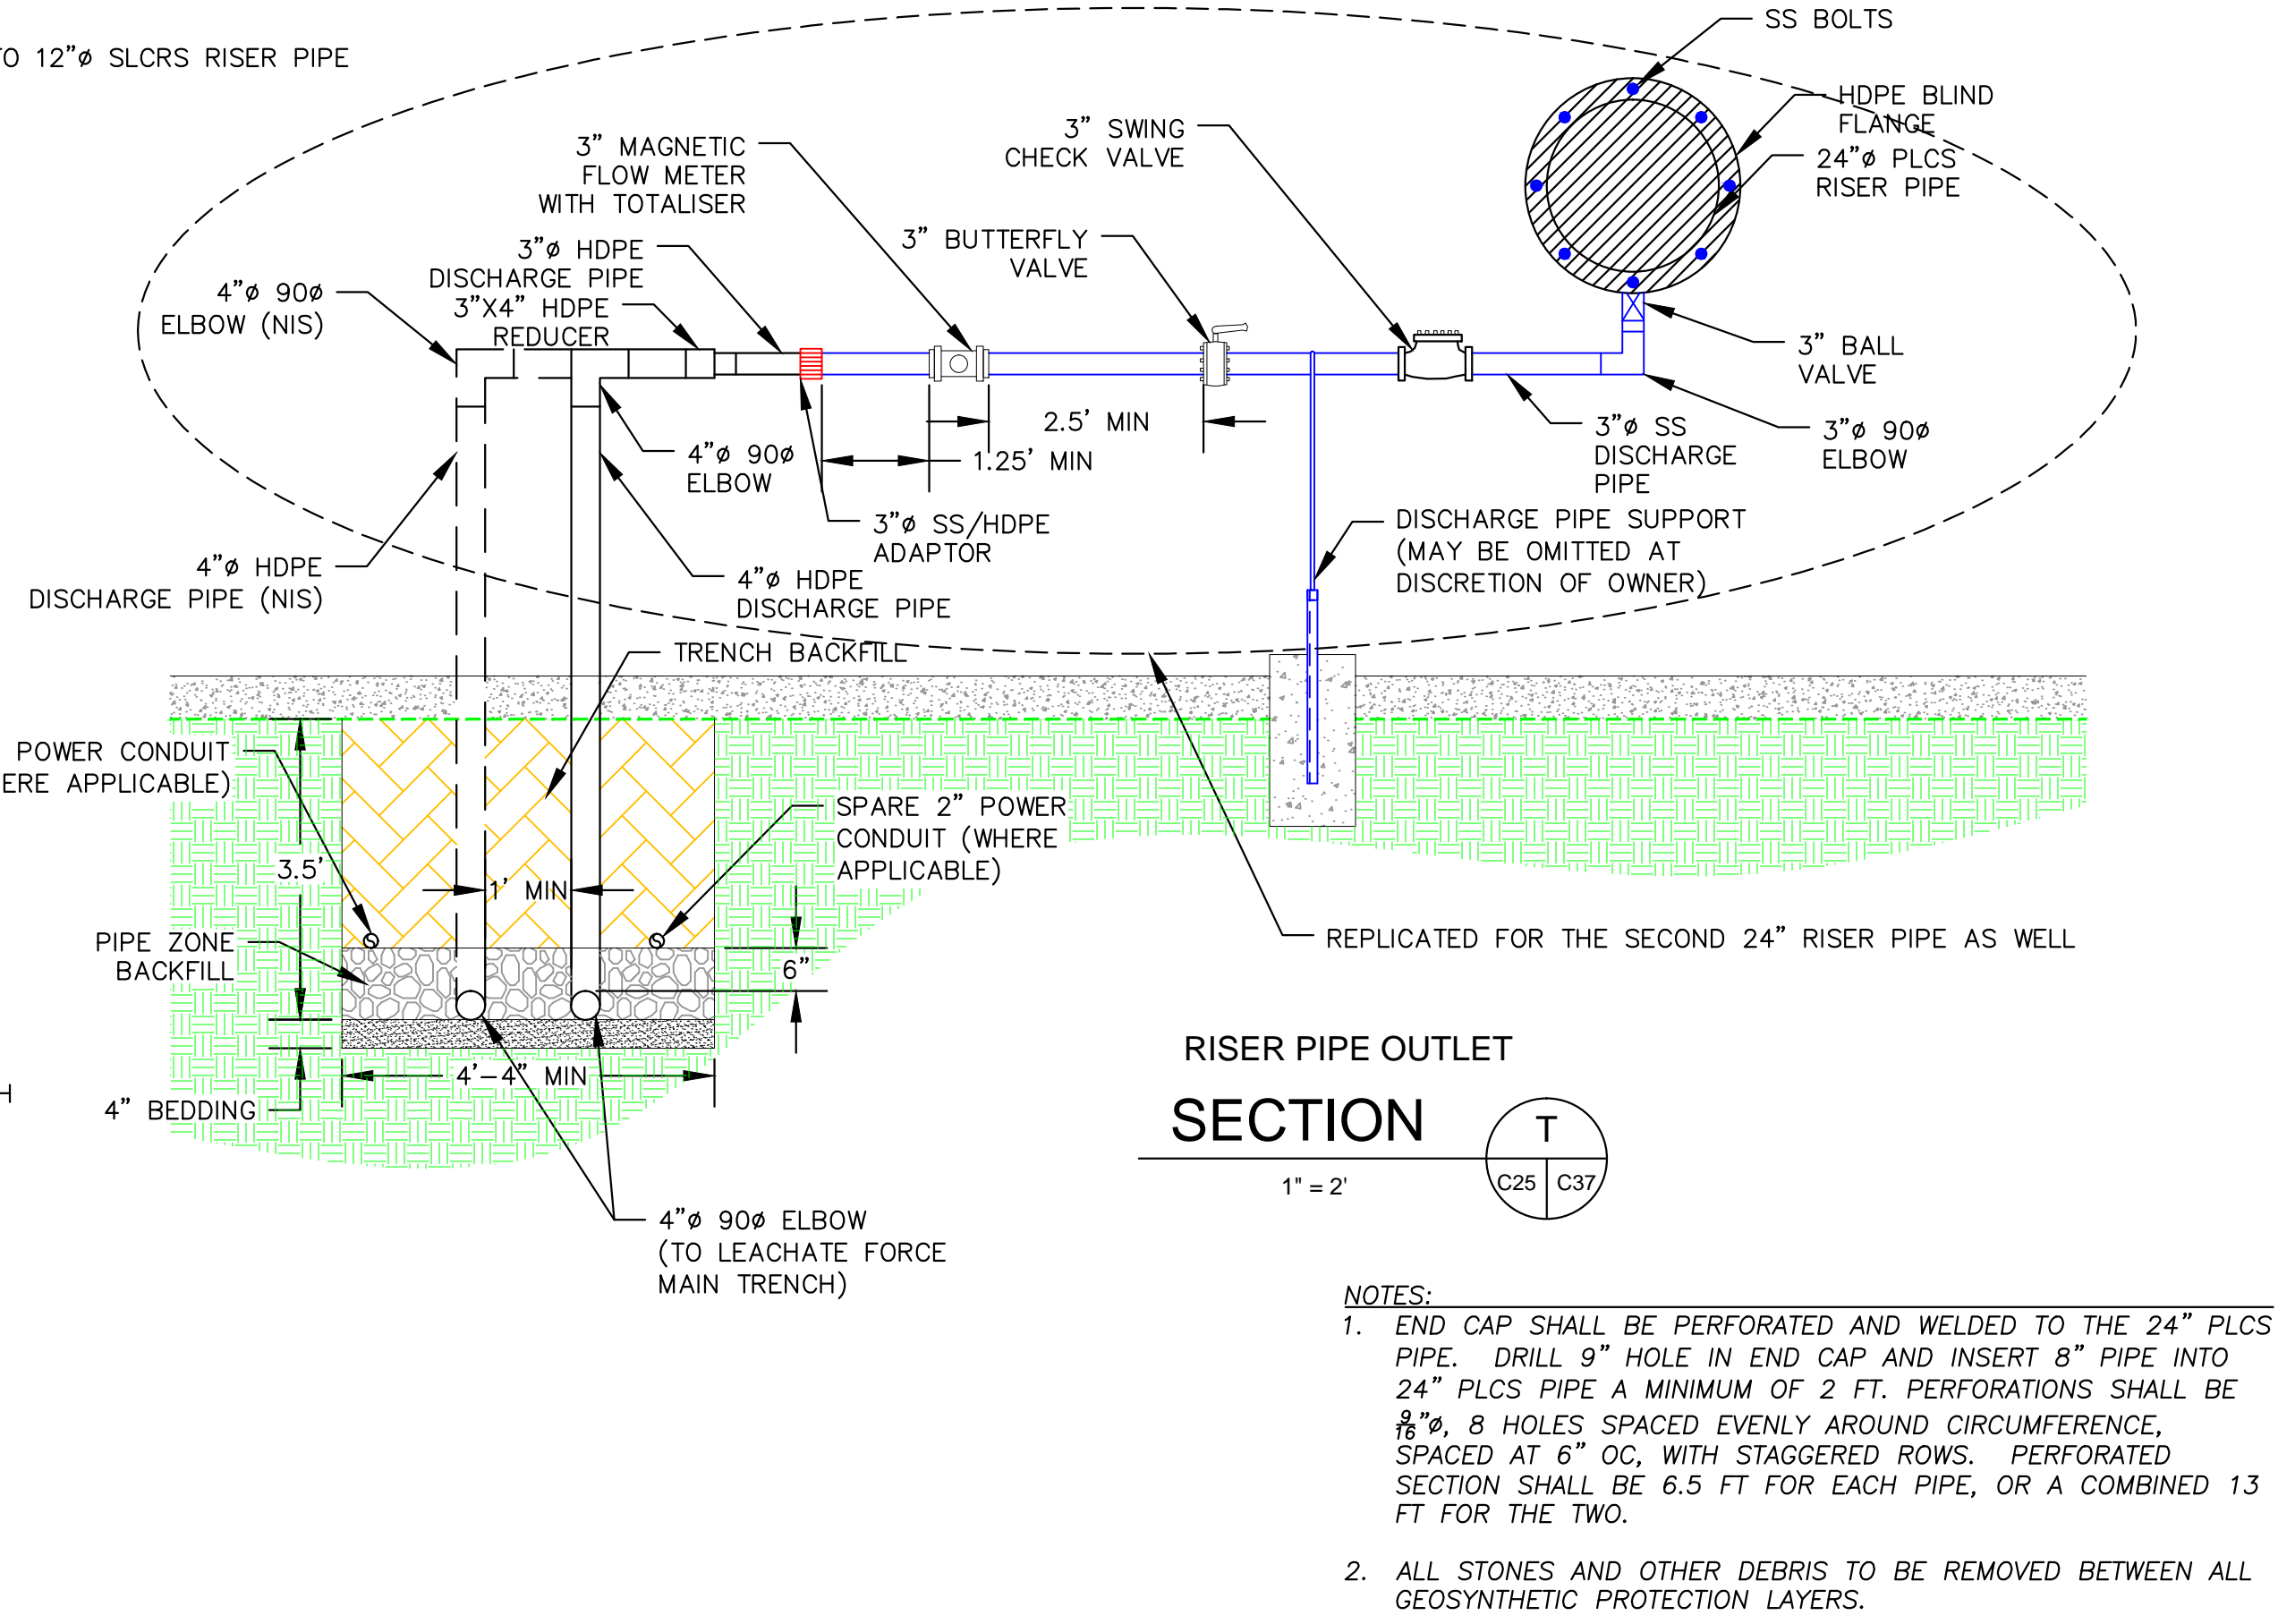 SS BOLTS
TO 12"ø SLCRS RISER PIPE
HDPE BLIND
FLANGE
24"ø PLCS
RISER PIPE
3" SWING
CHECK VALVE
3" MAGNETIC
FLOW METER
WITH TOTALISER
3" BUTTERFLY
VALVE
3"ø HDPE
DISCHARGE PIPE
3"X4" HDPE
REDUCER
4"ø 90ø
ELBOW (NIS)
3" BALL
VALVE
2.5' MIN
1.25' MIN
3"ø SS
DISCHARGE
PIPE
3"ø 90ø
ELBOW
4"ø 90ø
ELBOW
3"ø SS/HDPE
ADAPTOR
DISCHARGE PIPE SUPPORT
(MAY BE OMITTED AT
DISCRETION OF OWNER)
4"ø HDPE
DISCHARGE PIPE (NIS)
4"ø HDPE
DISCHARGE PIPE
TRENCH BACKFILL
POWER CONDUIT
ERE APPLICABLE)
SPARE 2" POWER
CONDUIT (WHERE
APPLICABLE)
3.5'
1' MIN
PIPE ZONE
BACKFILL
6"
REPLICATED FOR THE SECOND 24" RISER PIPE AS WELL
4'-4" MIN
4" BEDDING
H
RISER PIPE OUTLET
SECTION
1" = 2'
T
C25 C37
4"ø 90ø ELBOW
(TO LEACHATE FORCE
MAIN TRENCH)
NOTES:
1. END CAP SHALL BE PERFORATED AND WELDED TO THE 24" PLCS
PIPE. DRILL 9" HOLE IN END CAP AND INSERT 8" PIPE INTO
24" PLCS PIPE A MINIMUM OF 2 FT. PERFORATIONS SHALL BE
9/16"ø, 8 HOLES SPACED EVENLY AROUND CIRCUMFERENCE,
SPACED AT 6" OC, WITH STAGGERED ROWS. PERFORATED
SECTION SHALL BE 6.5 FT FOR EACH PIPE, OR A COMBINED 13
FT FOR THE TWO.
2. ALL STONES AND OTHER DEBRIS TO BE REMOVED BETWEEN ALL
GEOSYNTHETIC PROTECTION LAYERS.